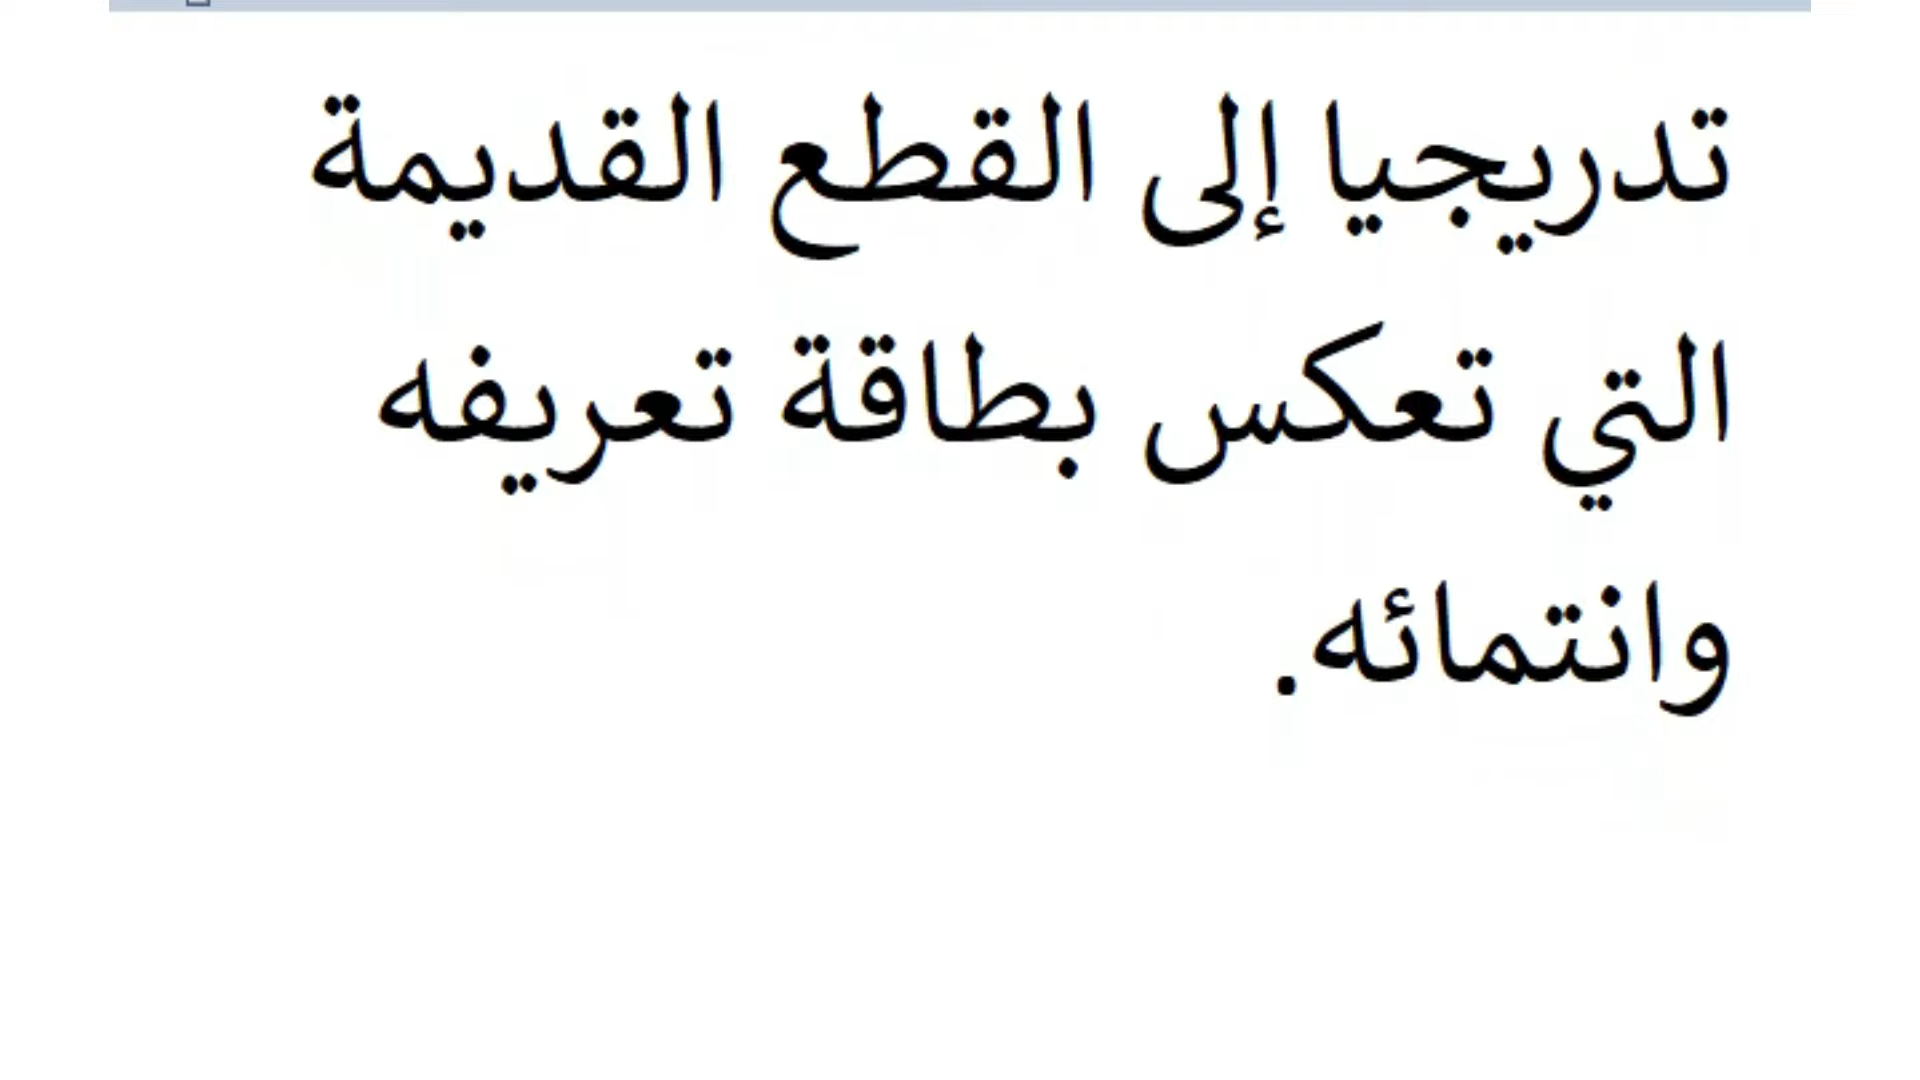 تدريجيا إلى القطع القديمة
التي تعكس بطاقة تعريفه
وانتمائه.